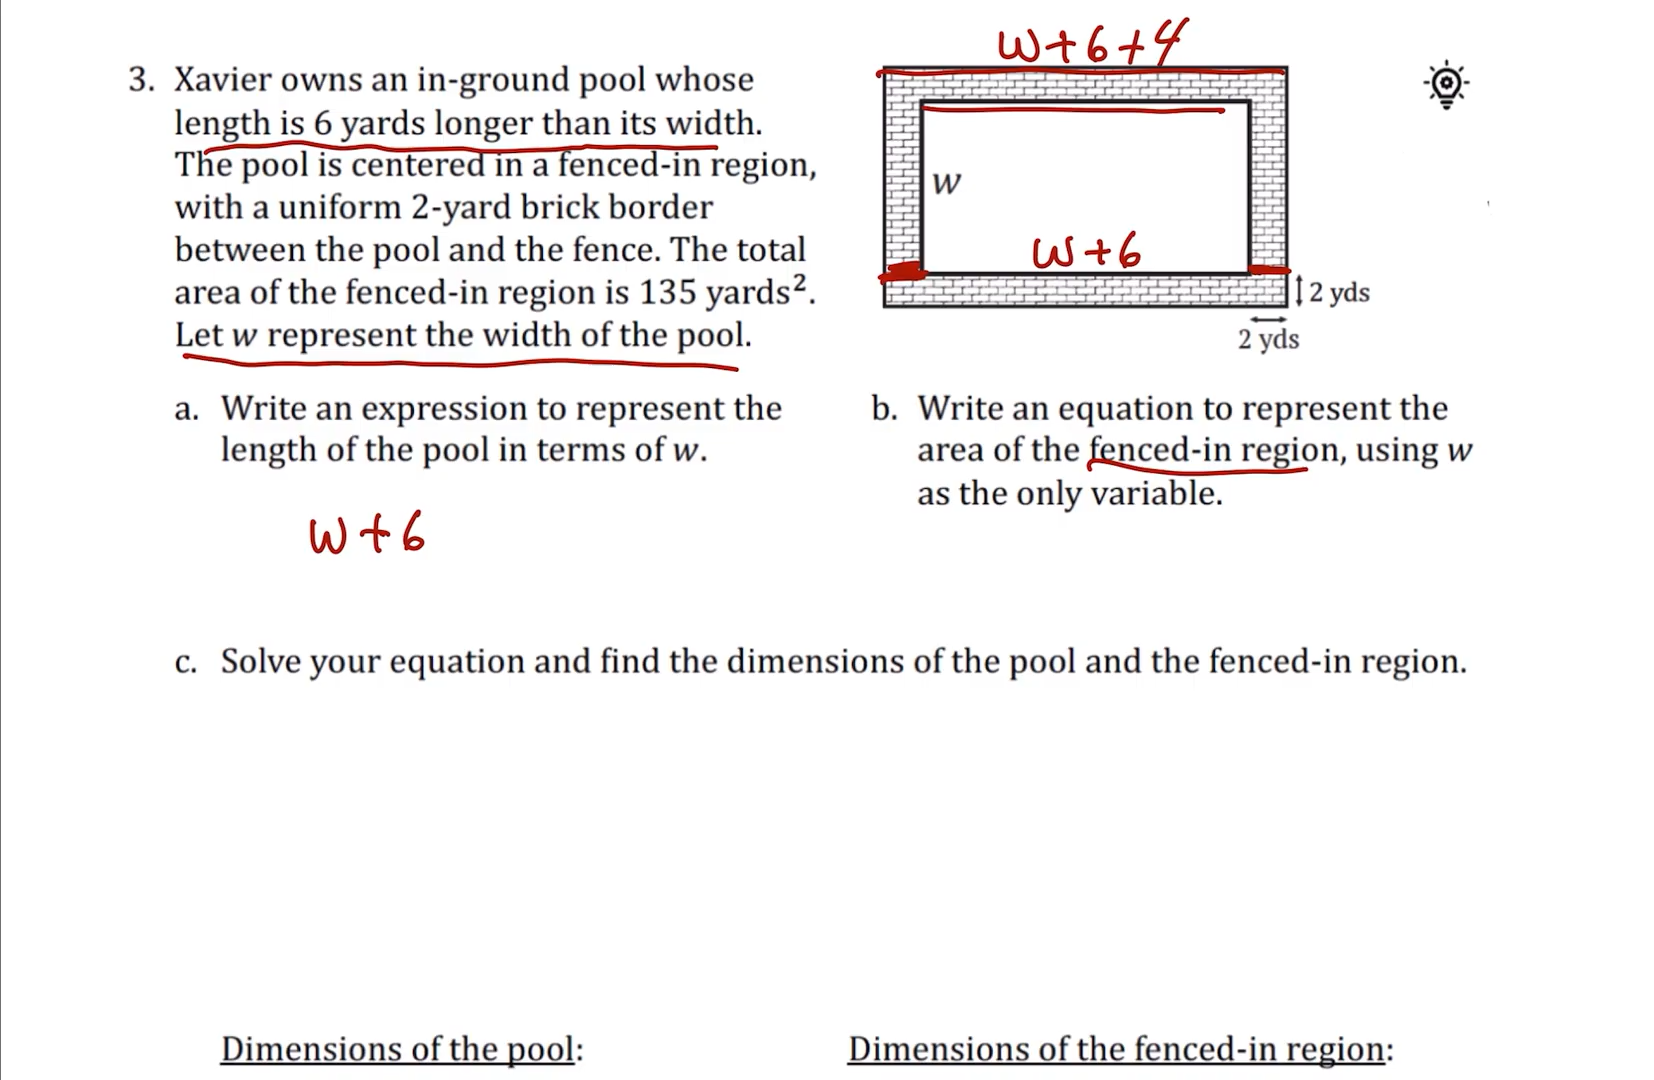 w+6+4
3. Xavier owns an in-ground pool whose
length is 6 yards longer than its width.
The pool is centered in a fenced-in region,
with a uniform 2-yard brick border
between the pool and the fence. The total
area of the fenced-in region is 135 yards².
Let w represent the width of the pool.
w
w+6
2 yds
2 yds
a. Write an expression to represent the
length of the pool in terms of w.
w+6
b. Write an equation to represent the
area of the fenced-in region, using w
as the only variable.
c. Solve your equation and find the dimensions of the pool and the fenced-in region.
Dimensions of the pool:
Dimensions of the fenced-in region: